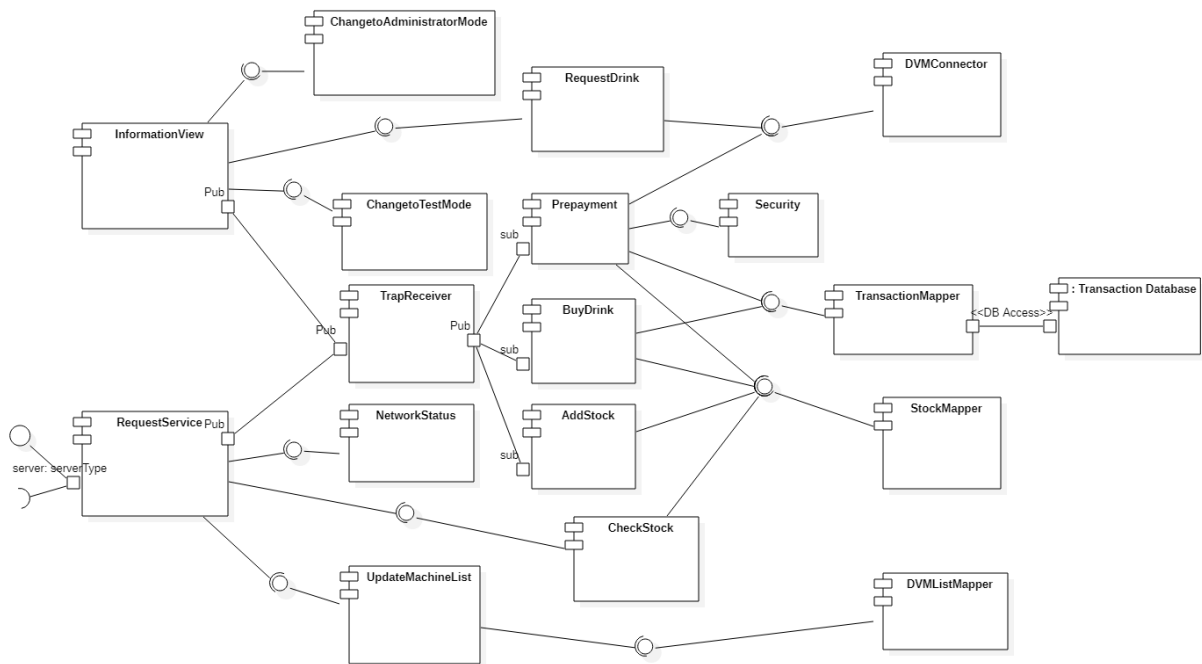 ChangetoAdministratorMode
RequestDrink
DVMConnector
InformationView
Pub
ChangetoTestMode
Prepayment
Security
sub
TrapReceiver
Pub
Pub
BuyDrink
sub
TransactionMapper
<<DB Access>>
: Transaction Database
RequestService
Pub
NetworkStatus
AddStock
sub
StockMapper
server: serverType
CheckStock
UpdateMachineList
DVMListMapper